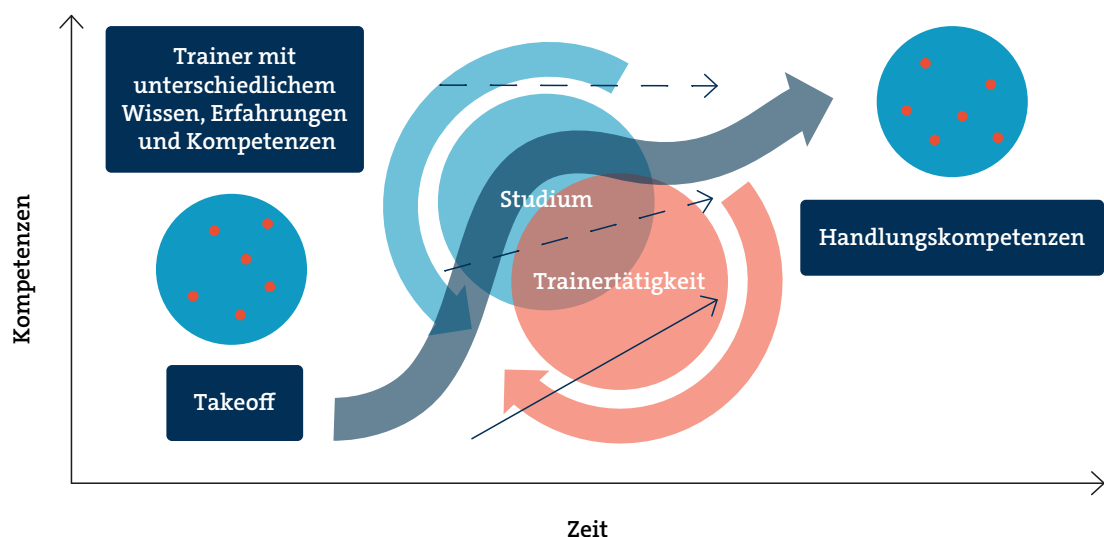 Trainer mit
unterschiedlichem
Wissen, Erfahrungen
und Kompetenzen
Studium
Trainertätigkeit
Handlungskompetenzen
Takeoff
Kompetenzen
Zeit